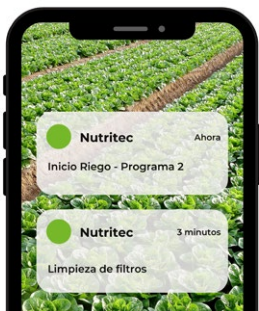 Nutritec
Ahora
Inicio Riego - Programa 2
Nutritec
3 minutos
Limpieza de filtros